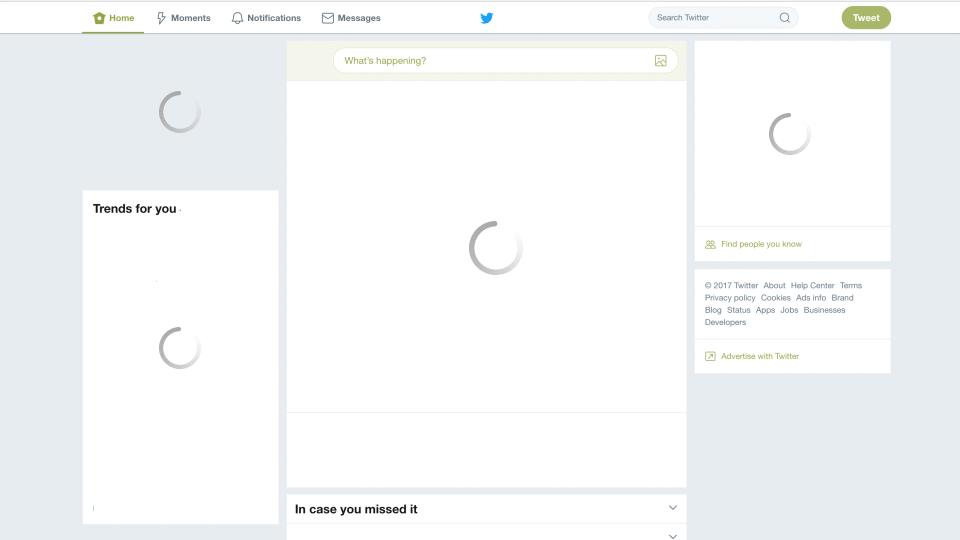 Home Moments Notifications Messages Search Twitter Tweet
What's happening?
Trends for you ·
Find people you know
© 2017 Twitter About Help Center Terms
Privacy policy Cookies Ads info Brand
Blog Status Apps Jobs Businesses
Developers
Advertise with Twitter
In case you missed it